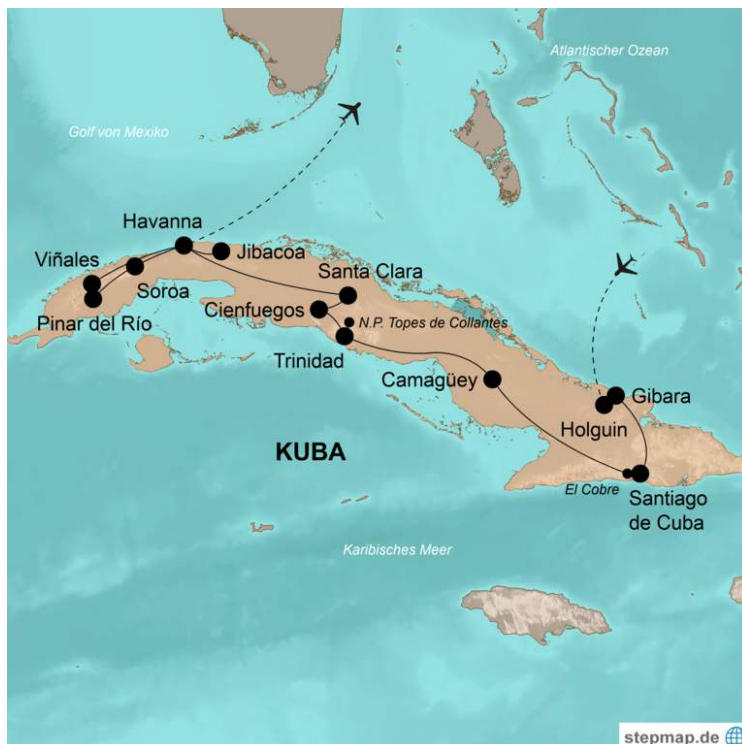 Atlantischer Ozean
Golf von Mexiko
Havanna
Viñales
Jibacoa
Santa Clara
Soroa
Cienfuegos
Pinar del Río
N.P. Topes de Collantes
Trinidad
Camagüey
Gibara
Holguin
KUBA
El Cobre
Santiago
de Cuba
Karibisches Meer
stepmap.de